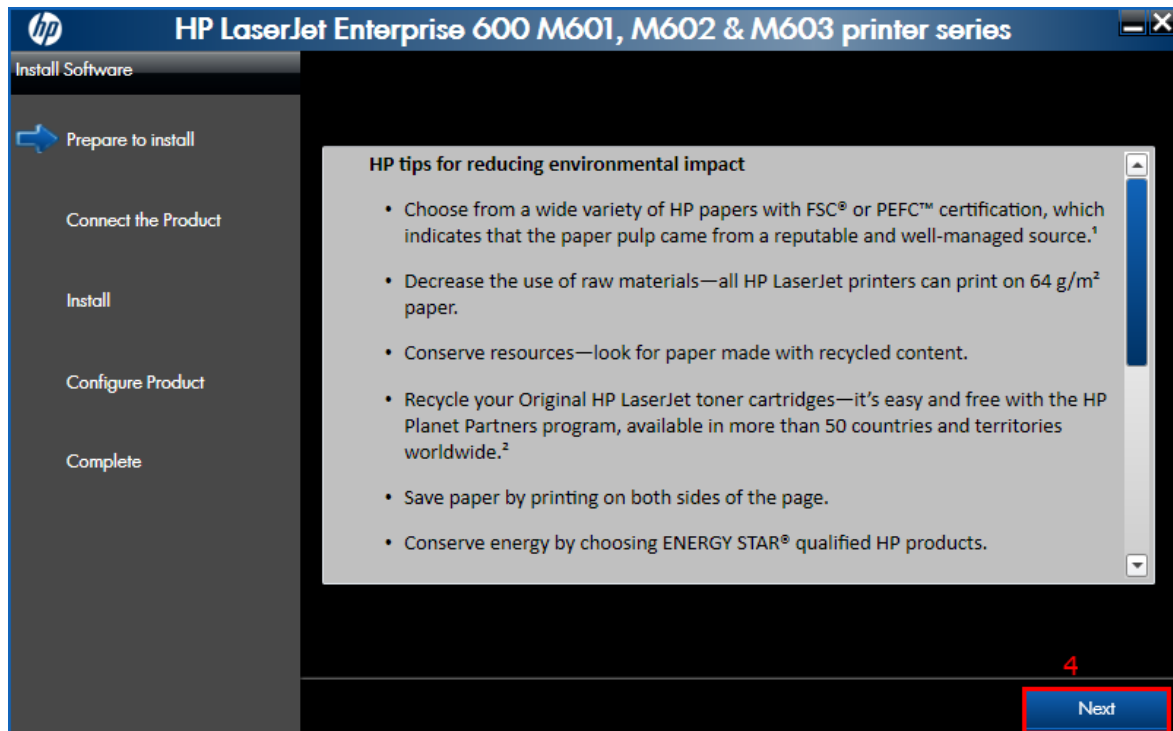 hp HP LaserJet Enterprise 600 M601, M602 & M603 printer series
Install Software
Prepare to install
Connect the Product
Install
Configure Product
Complete
HP tips for reducing environmental impact
• Choose from a wide variety of HP papers with FSC® or PEFC™ certification, which
indicates that the paper pulp came from a reputable and well-managed source.¹
• Decrease the use of raw materials—all HP LaserJet printers can print on 64 g/m²
paper.
• Conserve resources—look for paper made with recycled content.
• Recycle your Original HP LaserJet toner cartridges—it’s easy and free with the HP
Planet Partners program, available in more than 50 countries and territories
worldwide.²
• Save paper by printing on both sides of the page.
• Conserve energy by choosing ENERGY STAR® qualified HP products.
4
Next